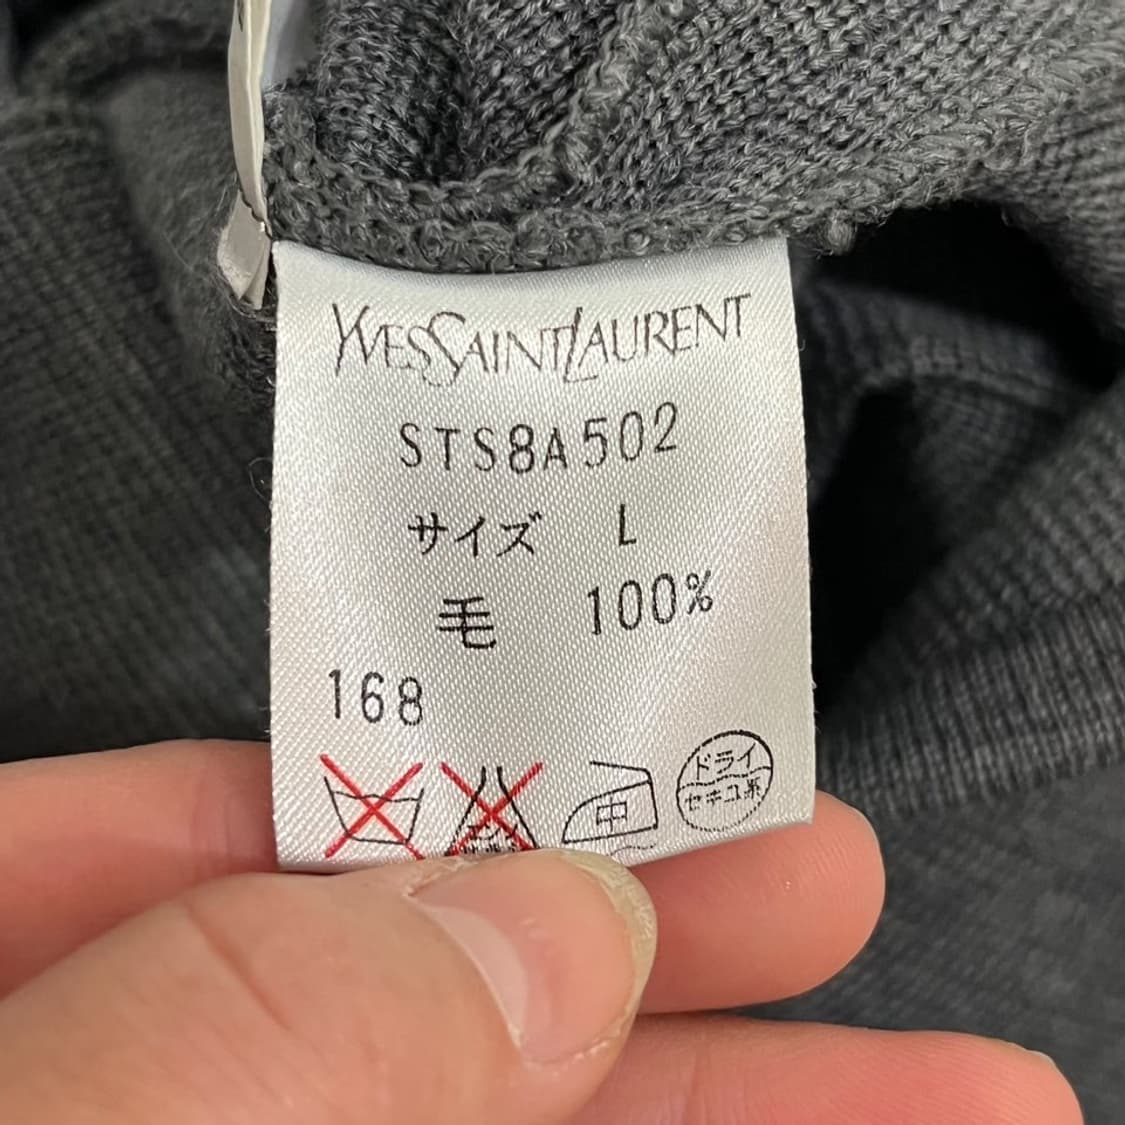 YVESSAINTLAURENT
STS8A502
サイズ L
毛 100%
168
中
ドライ
セキユ系